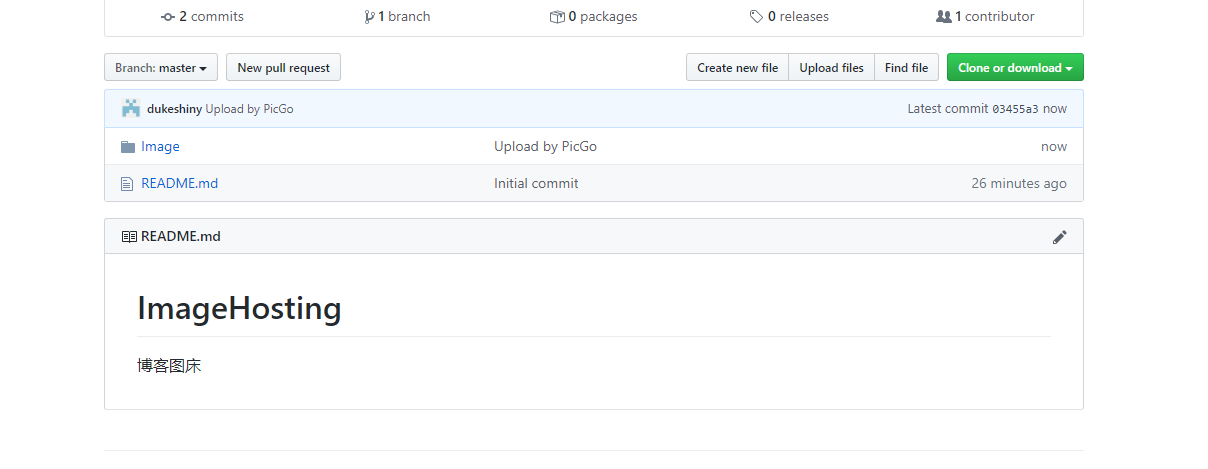 2 commits 1 branch 0 packages 0 releases 1 contributor
Branch: master New pull request Create new file Upload files Find file Clone or download
dukeshiny Upload by PicGo Latest commit 03455a3 now
Image Upload by PicGo now
README.md Initial commit 26 minutes ago
README.md
ImageHosting
博客图床